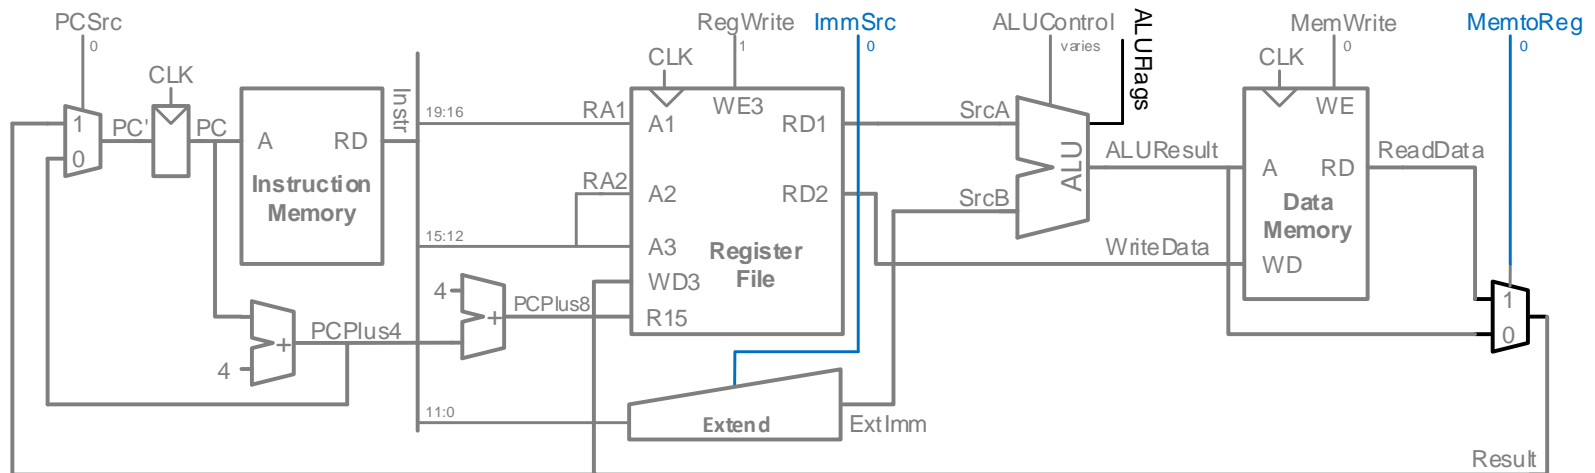 PCSrc
0
RegWrite
1
ImmSrc
0
ALUControl
varies
ALUFlags
MemWrite
0
MemtoReg
0
CLK
CLK
CLK
1
0
PC'
PC
A
RD
Instruction
Memory
Instr
19:16
RA1
A1
WE3
RD1
SrcA
RA2
A2
RD2
SrcB
ALU
ALUResult
A
WE
RD
ReadData
Data
Memory
15:12
A3
WD3
R15
Register
File
WriteData
WD
4
+
PCPlus8
4
+
PCPlus4
1
0
11:0
Extend
ExtImm
Result